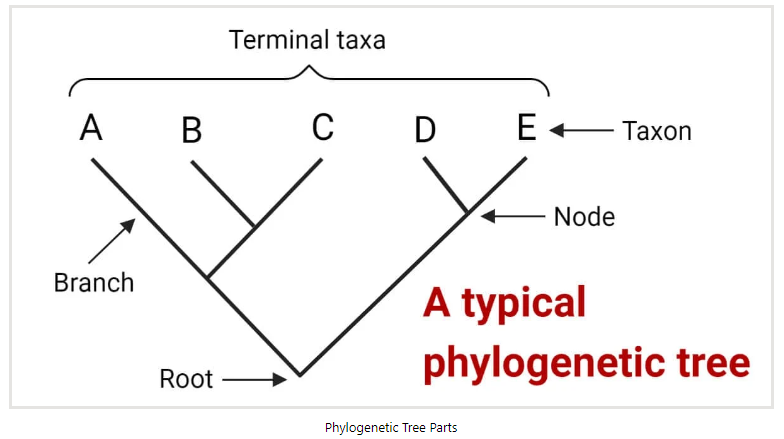 Terminal taxa
A B C D E
Taxon
Node
Branch
A typical
phylogenetic tree
Root
Phylogenetic Tree Parts